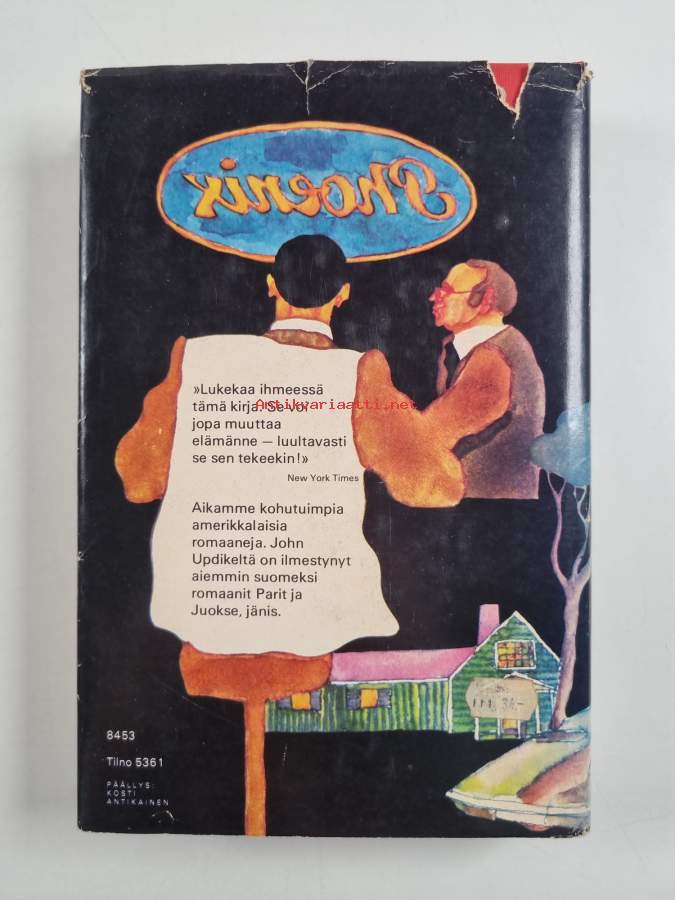 Phoenix
»Lukekaa ihmeessä
tämä kirja! Se voi
jopa muuttaa
elämänne — luultavasti
se sen tekeekin!»
New York Times
Antikvariaatti.net
Aikamme kohutuimpia
amerikkalaisia
romaaneja. John
Updikeltä on ilmestynyt
aiemmin suomeksi
romaanit Parit ja
Juokse, jänis.
8453
Tilno 5361
PÄÄLLYS:
KOSTI
ANTIKAINEN